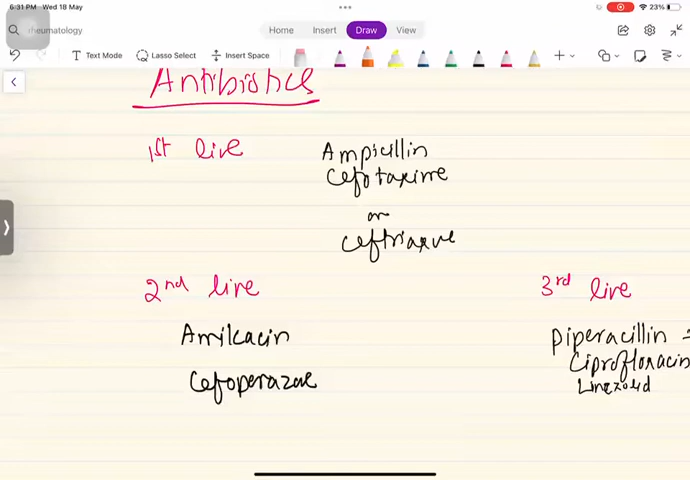 6:31 PM Wed 18 May
23%
rheumatology
Home Insert Draw View
Text Mode Lasso Select Insert Space
Antibiotics
1st line
Ampicillin
Cefotaxime
or
Ceftriaxone
2nd line
3rd line
Amikacin
Piperacillin
Cefoperazone
Ciprofloxacin
Linezolid